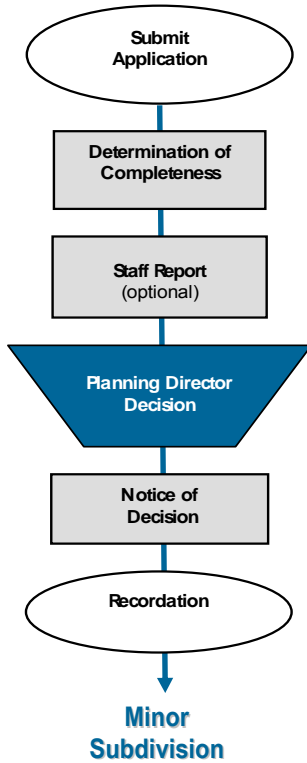 Submit
Application
Determination of
Completeness
Staff Report
(optional)
Planning Director
Decision
Notice of
Decision
Recordation
Minor
Subdivision